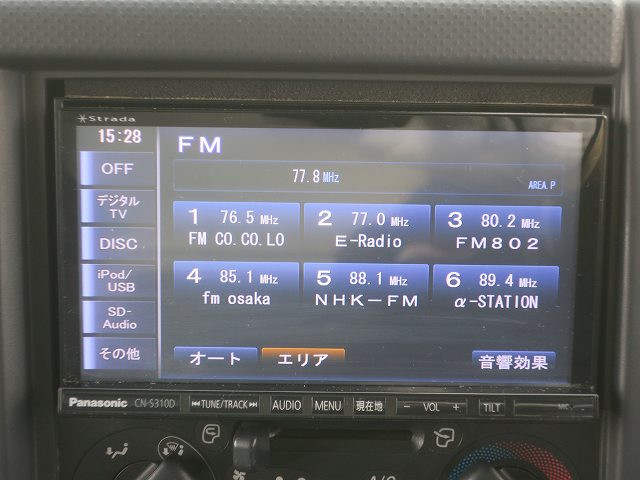 Strada
15:28
FM
OFF
77.8 MHz
AREA.P
デジタル
TV
DISC
iPod/
USB
SD-
Audio
その他
1 76.5 MHz
FM CO.CO.LO
2 77.0 MHz
E-Radio
3 80.2 MHz
FM802
4 85.1 MHz
fm osaka
5 88.1 MHz
NHK-FM
6 89.4 MHz
α-STATION
オート
エリア
音響効果
Panasonic CN-S310D ⏮TUNE/TRACK⏭ AUDIO MENU 現在地 − VOL + TILT MIC
A/C